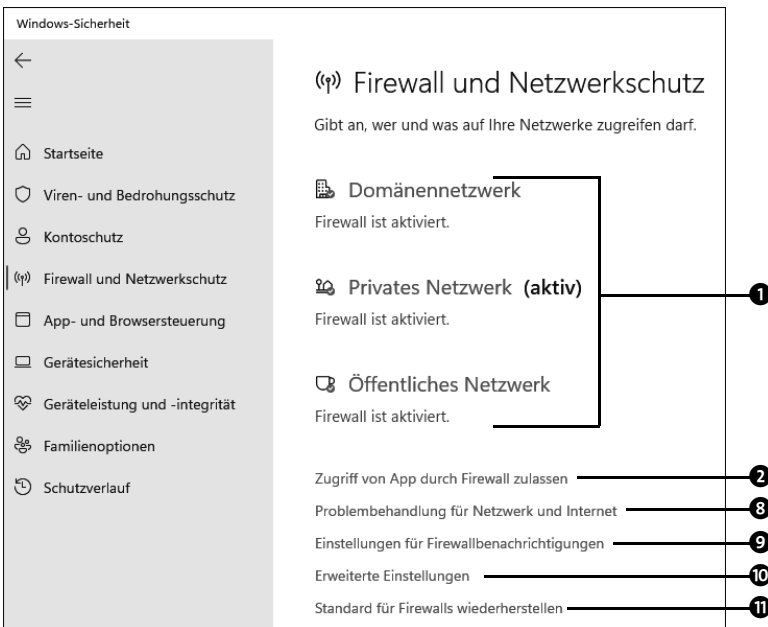 Windows-Sicherheit
Startseite
Viren- und Bedrohungsschutz
Kontoschutz
Firewall und Netzwerkschutz
App- und Browsersteuerung
Gerätesicherheit
Geräteleistung und -integrität
Familienoptionen
Schutzverlauf
Firewall und Netzwerkschutz
Gibt an, wer und was auf Ihre Netzwerke zugreifen darf.
Domänennetzwerk
Firewall ist aktiviert.
Privates Netzwerk (aktiv)
Firewall ist aktiviert.
Öffentliches Netzwerk
Firewall ist aktiviert.
1
Zugriff von App durch Firewall zulassen 2
Problembehandlung für Netzwerk und Internet 8
Einstellungen für Firewallbenachrichtigungen 9
Erweiterte Einstellungen 10
Standard für Firewalls wiederherstellen 11